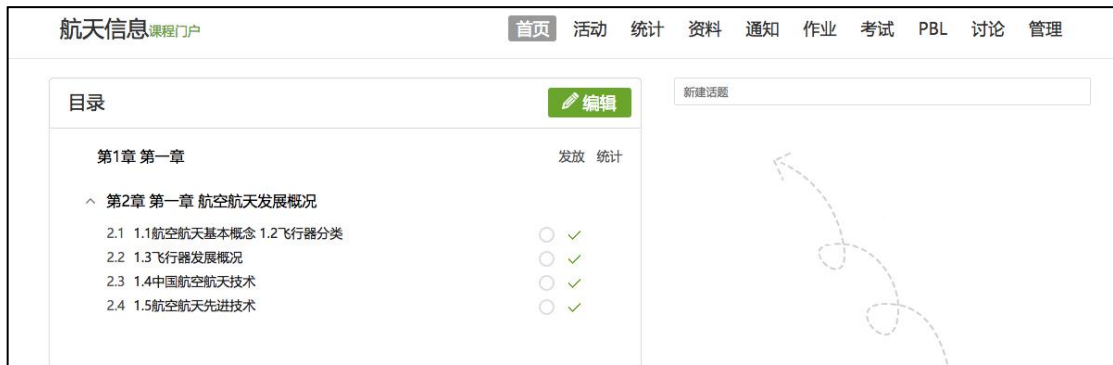 航天信息课程门户
首页 活动 统计 资料 通知 作业 考试 PBL 讨论 管理
目录
编辑
第1章 第一章
发放 统计
第2章 第一章 航空航天发展概况
2.1 1.1航空航天基本概念 1.2飞行器分类
2.2 1.3飞行器发展概况
2.3 1.4中国航空航天技术
2.4 1.5航空航天先进技术
新建话题